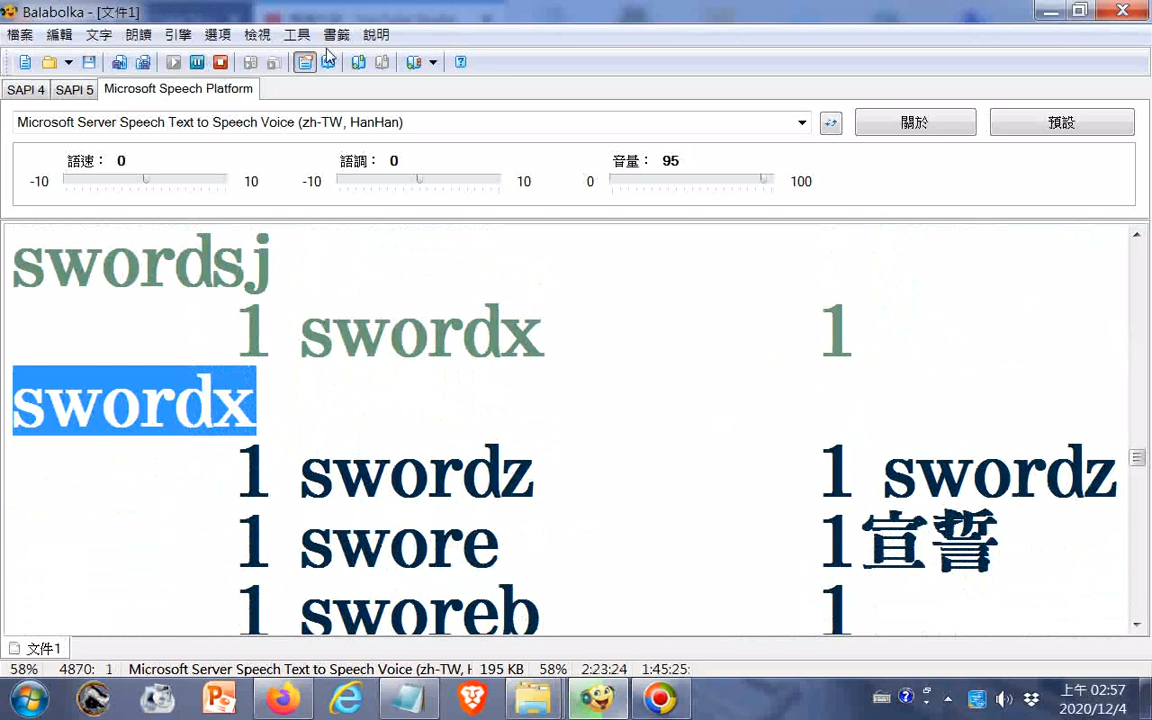 Balabolka - [文件1]
檔案 編輯 文字 朗讀 引擎 選項 檢視 工具 書籤 說明
SAPI 4 SAPI 5 Microsoft Speech Platform
Microsoft Server Speech Text to Speech Voice (zh-TW, HanHan) 關於 預設
語速： 0 語調： 0 音量： 95
-10 10 -10 10 0 100
swordsj
1 swordx 1
swordx
1 swordz 1 swordz
1 swore 1宣誓
1 sworeb 1
文件1
58% 4870: 1 Microsoft Server Speech Text to Speech Voice (zh-TW, H 195 KB 58% 2:23:24 1:45:25:
上午 02:57
2020/12/4